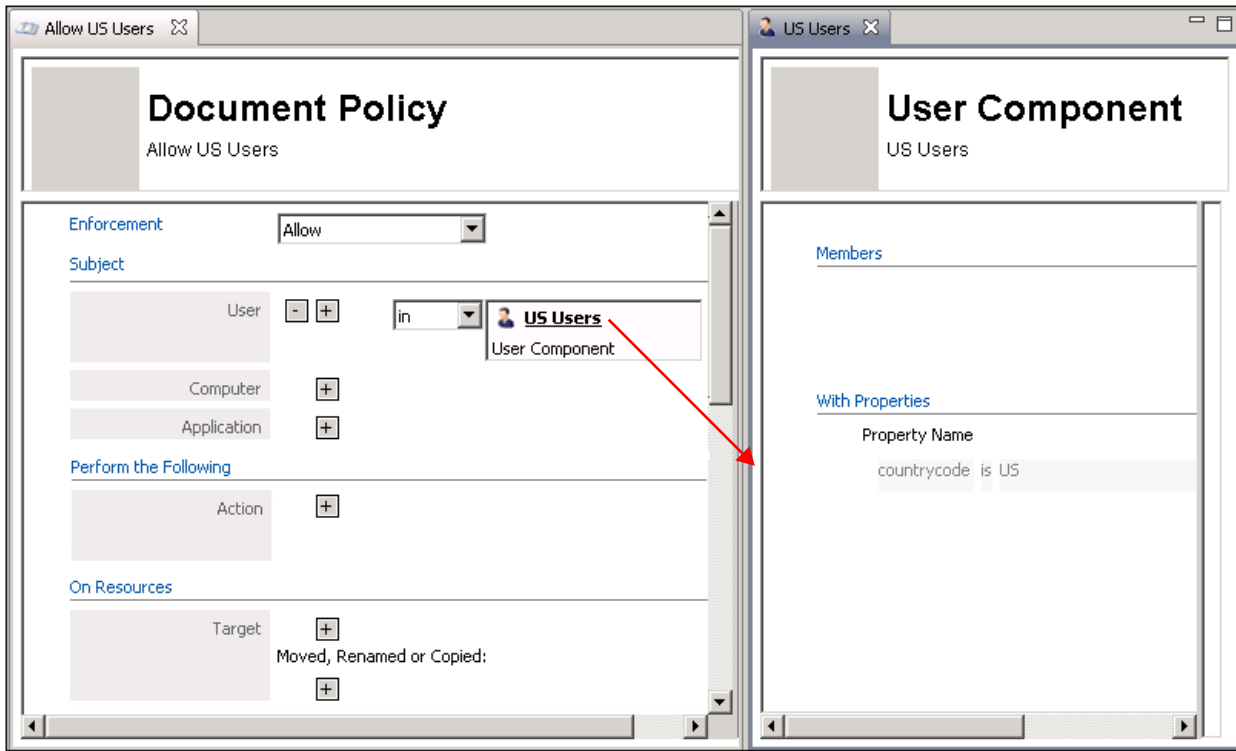 Allow US Users
Document Policy
Allow US Users
Enforcement
Allow
Subject
User - + in US Users
User Component
Computer +
Application +
Perform the Following
Action +
On Resources
Target +
Moved, Renamed or Copied:
+
US Users
User Component
US Users
Members
With Properties
Property Name
countrycode is US